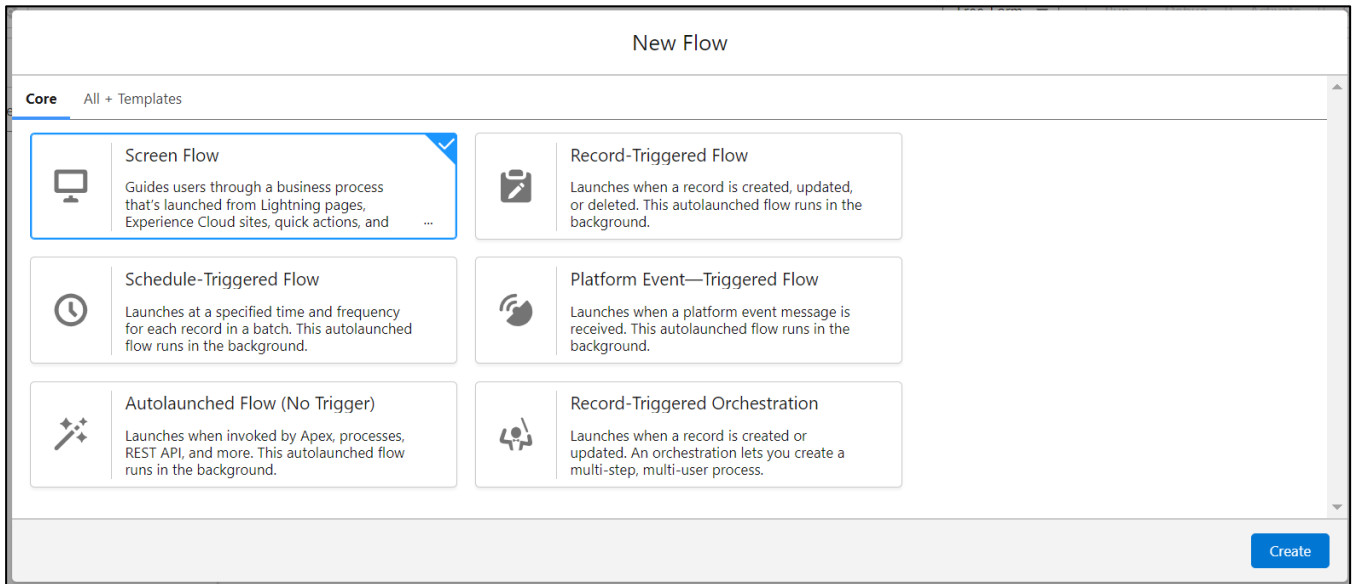 New Flow
Core All + Templates
Screen Flow
Guides users through a business process
that's launched from Lightning pages,
Experience Cloud sites, quick actions, and ...
Record-Triggered Flow
Launches when a record is created, updated,
or deleted. This autolaunched flow runs in the
background.
Schedule-Triggered Flow
Launches at a specified time and frequency
for each record in a batch. This autolaunched
flow runs in the background.
Platform Event—Triggered Flow
Launches when a platform event message is
received. This autolaunched flow runs in the
background.
Autolaunched Flow (No Trigger)
Launches when invoked by Apex, processes,
REST API, and more. This autolaunched flow
runs in the background.
Record-Triggered Orchestration
Launches when a record is created or
updated. An orchestration lets you create a
multi-step, multi-user process.
Create